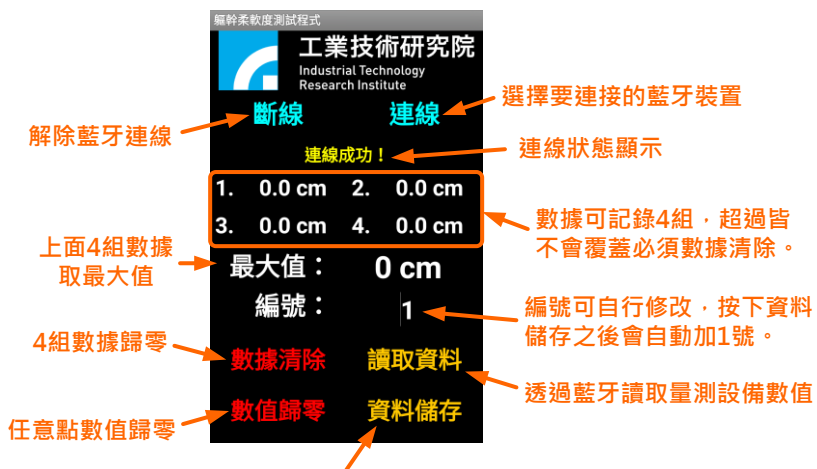 軀幹柔軟度測試程式
工業技術研究院
Industrial Technology
Research Institute
斷線
連線
選擇要連接的藍牙裝置
解除藍牙連線
連線成功！
連線狀態顯示
1. 0.0 cm 2. 0.0 cm
3. 0.0 cm 4. 0.0 cm
數據可記錄4組，超過皆
不會覆蓋必須數據清除。
上面4組數據
取最大值
最大值： 0 cm
編號： 1
編號可自行修改，按下資料
儲存之後會自動加1號。
4組數據歸零
數據清除
讀取資料
透過藍牙讀取量測設備數值
任意點數值歸零
數值歸零
資料儲存